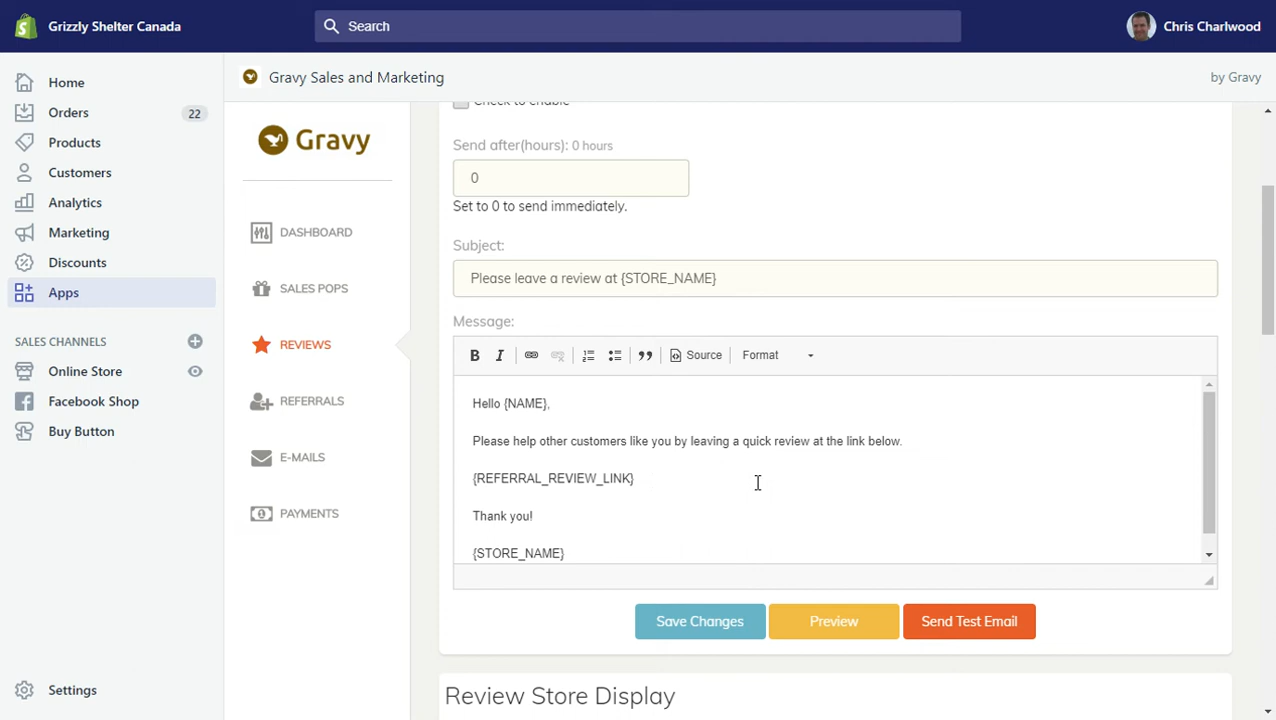 Grizzly Shelter Canada
Search
Chris Charlwood
Home
Orders
22
Products
Customers
Analytics
Marketing
Discounts
Apps
SALES CHANNELS
Online Store
Facebook Shop
Buy Button
Settings
Gravy Sales and Marketing
by Gravy
Gravy
DASHBOARD
SALES POPS
REVIEWS
REFERRALS
E-MAILS
PAYMENTS
Check to enable
Send after(hours): 0 hours
0
Set to 0 to send immediately.
Subject:
Please leave a review at {STORE_NAME}
Message:
B I Source Format
Hello {NAME},
Please help other customers like you by leaving a quick review at the link below.
{REFERRAL_REVIEW_LINK}
Thank you!
{STORE_NAME}
Save Changes
Preview
Send Test Email
Review Store Display